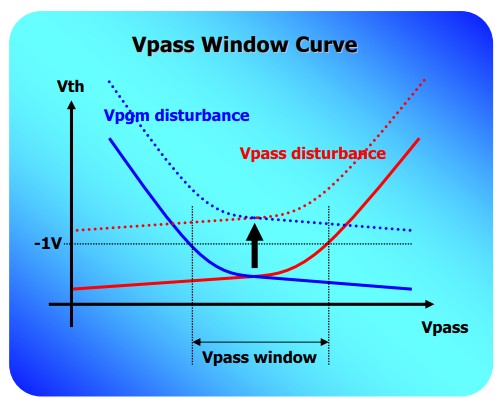 Vpass Window Curve
Vth
Vpgm disturbance
Vpass disturbance
-1V
Vpass
Vpass window